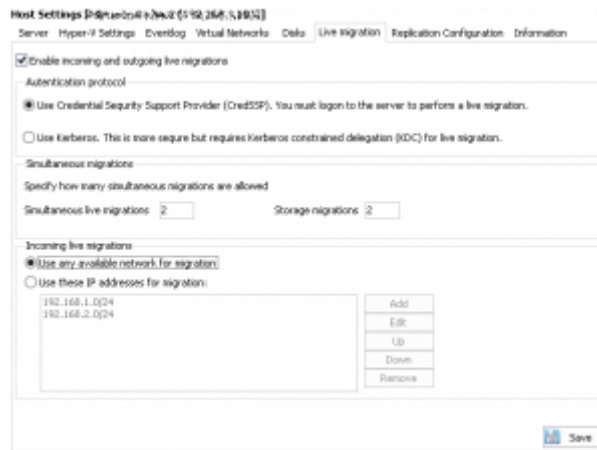 Host Settings
Server Hyper-V Settings Eventlog Virtual Networks Disks Live migration Replication Configuration Information
Enable incoming and outgoing live migrations
Autentication protocol
Use Credential Sequrity Support Provider (CredSSP). You must logon to the server to perform a live migration.
Use Kerberos. This is more sequre but requires Kerberos constrained delegation (KDC) for live migration.
Simultaneous migrations
Specify how many simultaneous migrations are allowed
Simultaneous live migrations 2 Storage migrations 2
Incoming live migrations
Use any available network for migration
Use these IP addresses for migration:
192.168.1.0/24
192.168.2.0/24
Add
Edit
Up
Down
Remove
Save